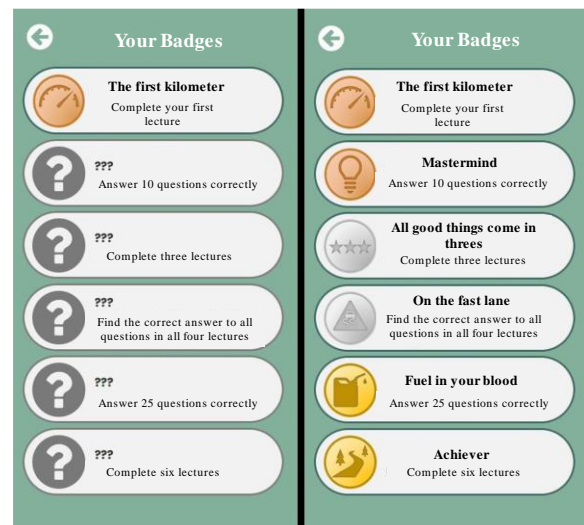 Your Badges
The first kilometer
Complete your first
lecture
???
Answer 10 questions correctly
???
Complete three lectures
???
Find the correct answer to all
questions in all four lectures
???
Answer 25 questions correctly
???
Complete six lectures
Your Badges
The first kilometer
Complete your first
lecture
Mastermind
Answer 10 questions correctly
All good things come in
threes
Complete three lectures
On the fast lane
Find the correct answer to all
questions in all four lectures
Fuel in your blood
Answer 25 questions correctly
Achiever
Complete six lectures